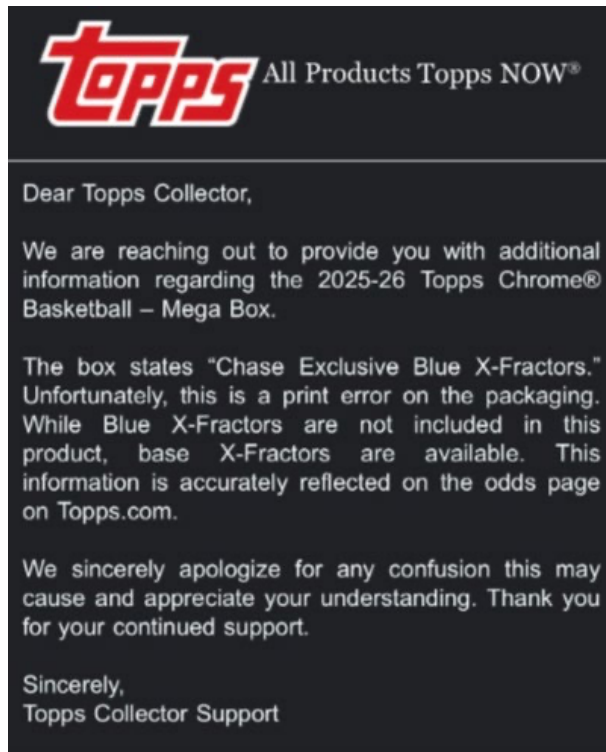 TOPPS All Products Topps NOW®
Dear Topps Collector,
We are reaching out to provide you with additional
information regarding the 2025-26 Topps Chrome®
Basketball – Mega Box.
The box states “Chase Exclusive Blue X-Fractors.”
Unfortunately, this is a print error on the packaging.
While Blue X-Fractors are not included in this
product, base X-Fractors are available. This
information is accurately reflected on the odds page
on Topps.com.
We sincerely apologize for any confusion this may
cause and appreciate your understanding. Thank you
for your continued support.
Sincerely,
Topps Collector Support